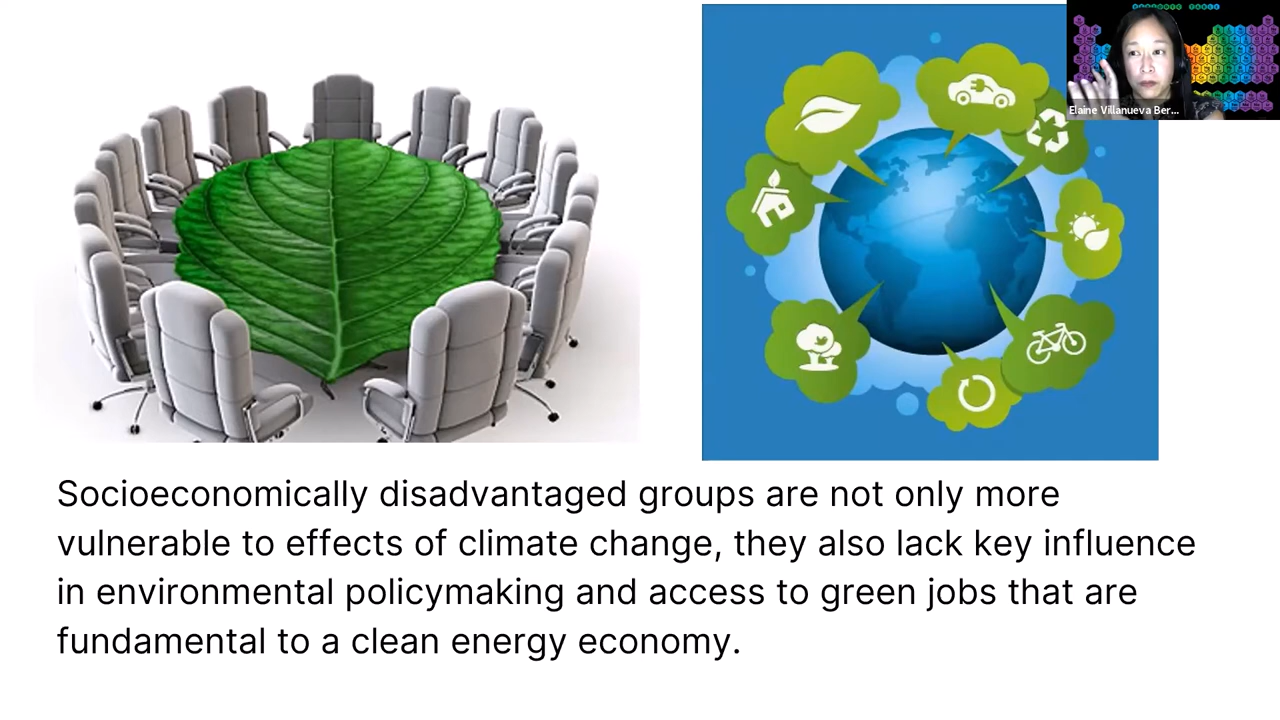 Elaine Villanueva Ber...
Socioeconomically disadvantaged groups are not only more
vulnerable to effects of climate change, they also lack key influence
in environmental policymaking and access to green jobs that are
fundamental to a clean energy economy.